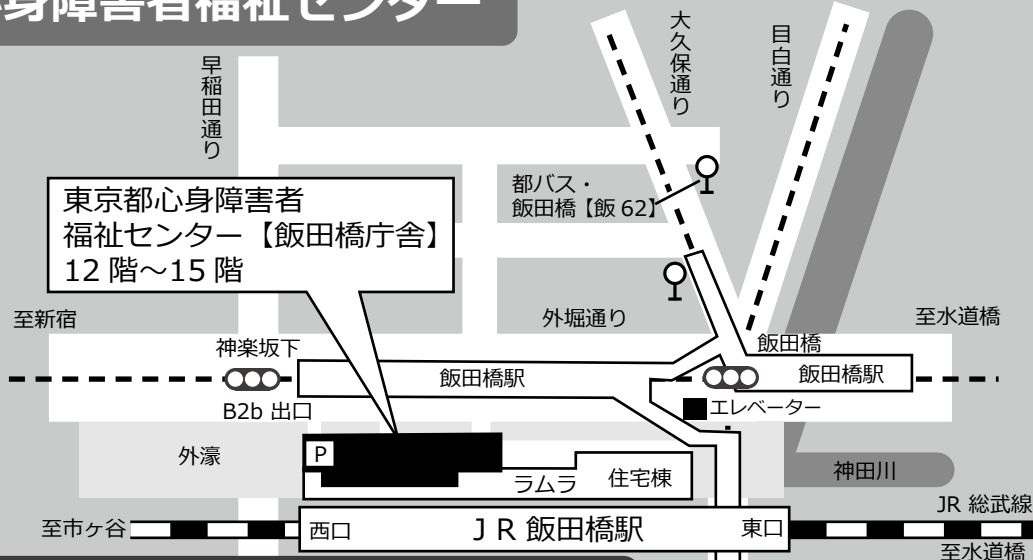 身障害者福祉センター
大久保通り
目白通り
早稲田通り
都バス・
飯田橋【飯 62】
東京都心身障害者
福祉センター【飯田橋庁舎】
12 階～15 階
至新宿
外堀通り
至水道橋
神楽坂下
飯田橋
飯田橋駅
飯田橋駅
B2b 出口
エレベーター
外濠
P
ラムラ
住宅棟
神田川
JR 総武線
至市ヶ谷
西口
ＪＲ 飯田橋駅
東口
至水道橋